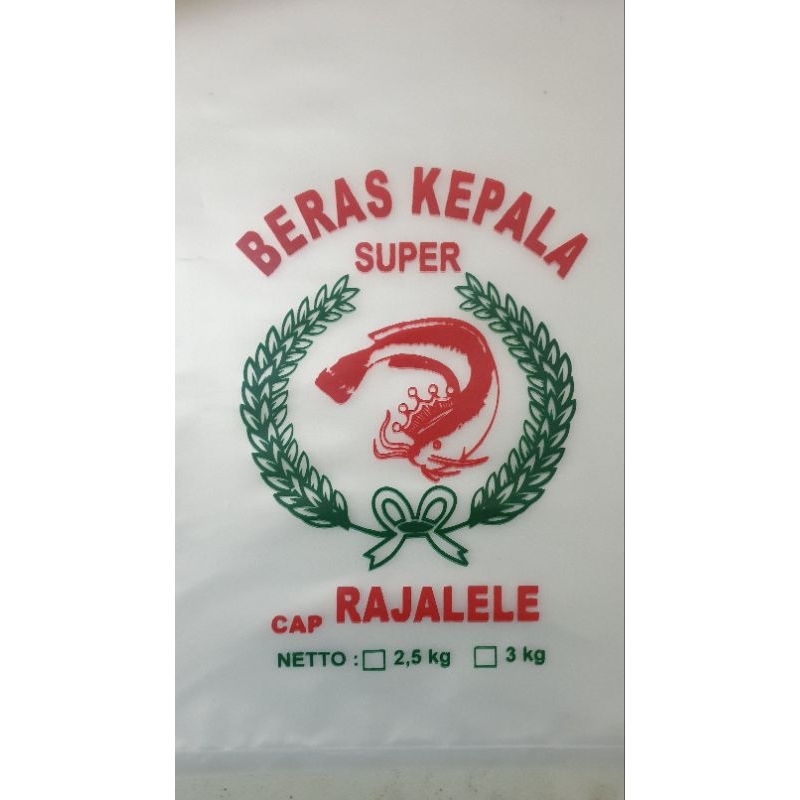 BERAS KEPALA
SUPER
CAP RAJALELE
NETTO : 2,5 kg 3 kg